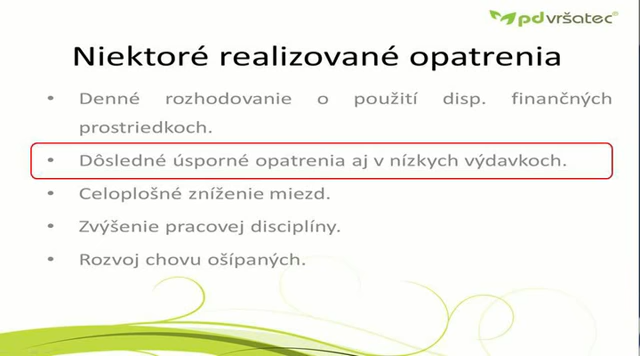 pdvršatec®
Niektoré realizované opatrenia
• Denné rozhodovanie o použití disp. finančných
prostriedkoch.
• Dôsledné úsporné opatrenia aj v nízkych výdavkoch.
• Celoplošné zníženie miezd.
• Zvýšenie pracovej disciplíny.
• Rozvoj chovu ošípaných.